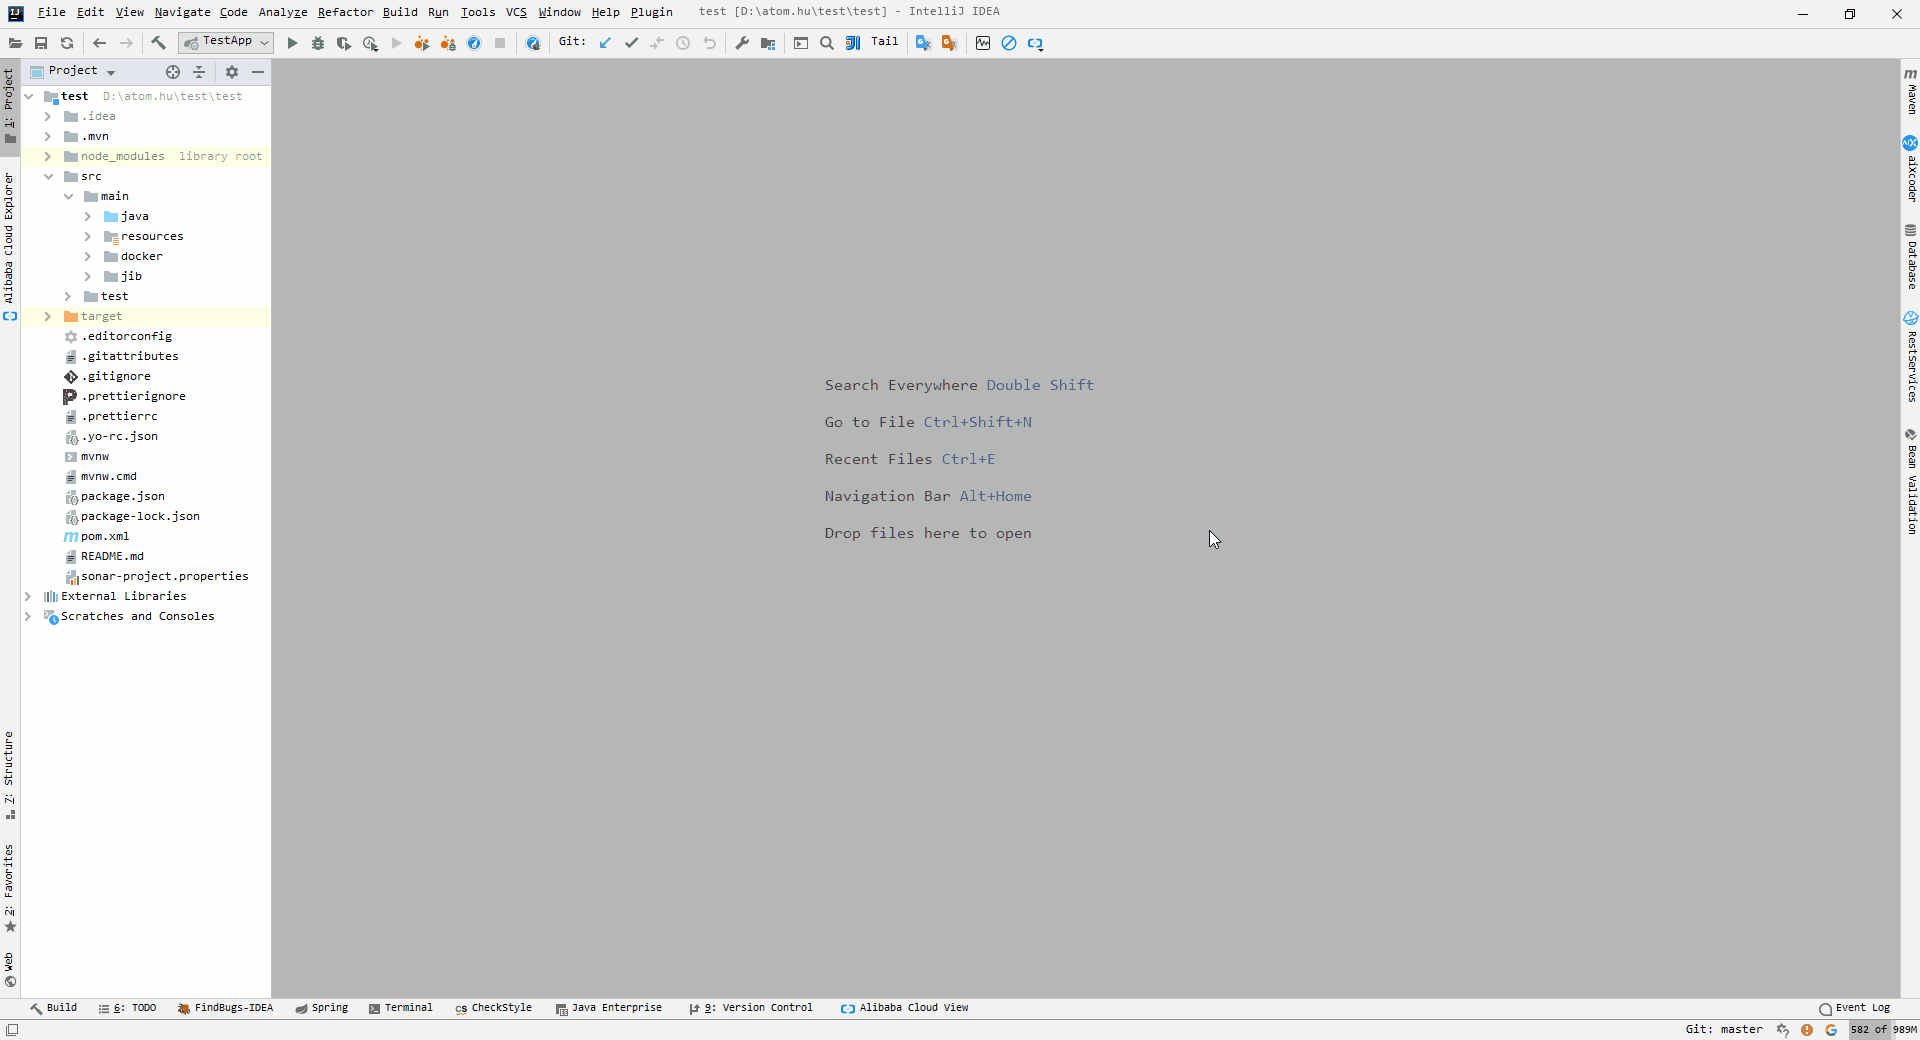 File Edit View Navigate Code Analyze Refactor Build Run Tools VCS Window Help Plugin test [D:\atom.hu\test\test] - IntelliJ IDEA
TestApp Git: Tail
Project
test D:\atom.hu\test\test
.idea
.mvn
node_modules library root
src
main
java
resources
docker
jib
test
target
.editorconfig
.gitattributes
.gitignore
.prettierignore
.prettierrc
.yo-rc.json
mvnw
mvnw.cmd
package.json
package-lock.json
pom.xml
README.md
sonar-project.properties
External Libraries
Scratches and Consoles
1: Project
Alibaba Cloud Explorer
7: Structure
2: Favorites
Web
Search Everywhere Double Shift
Go to File Ctrl+Shift+N
Recent Files Ctrl+E
Navigation Bar Alt+Home
Drop files here to open
Maven
aiXcoder
Database
RestServices
Bean Validation
Build 6: TODO FindBugs-IDEA Spring Terminal CheckStyle Java Enterprise 9: Version Control Alibaba Cloud View Event Log
Git: master 582 of 989M